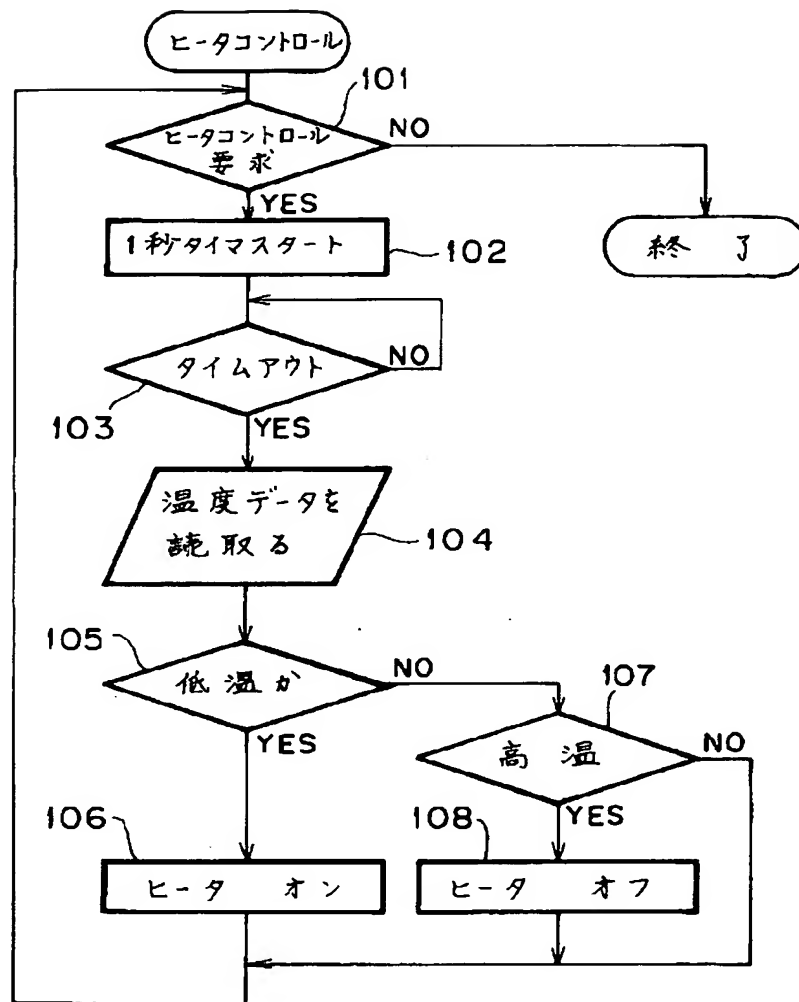 ヒータコントロール
101
ヒータコントロール
要求
NO
YES
1秒タイマスタート
102
終 了
タイムアウト
NO
103
YES
温度データを
読取る
104
105
低温か
NO
YES
107
高 温
NO
YES
106
ヒータ オン
108
ヒータ オフ